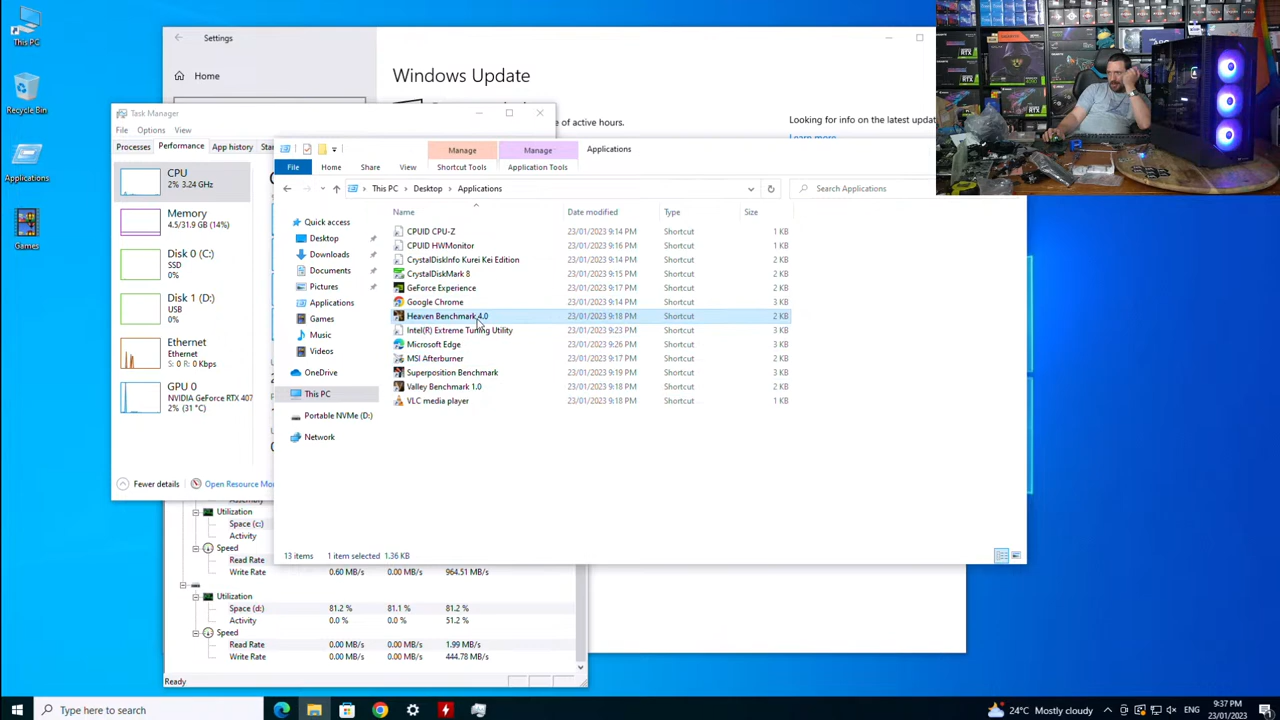 This PC
Recycle Bin
Applications
Games
Settings
Home
Windows Update
e of active hours.
Looking for info on the latest updat
Learn more
Task Manager
File Options View
Processes Performance App history Sta
CPU
2% 3.24 GHz
Memory
4.5/31.9 GB (14%)
Disk 0 (C:)
SSD
0%
Disk 1 (D:)
USB
0%
Ethernet
Ethernet
S: 0 R: 0 Kbps
GPU 0
NVIDIA GeForce RTX 407
2% (31 °C)
Fewer details Open Resource Mo
Manage Manage Applications
File Home Share View Shortcut Tools Application Tools
This PC Desktop Applications Search Applications
Quick access
Desktop
Downloads
Documents
Pictures
Applications
Games
Music
Videos
OneDrive
This PC
Portable NVMe (D:)
Network
Name Date modified Type Size
CPUID CPU-Z 23/01/2023 9:14 PM Shortcut 1 KB
CPUID HWMonitor 23/01/2023 9:16 PM Shortcut 1 KB
CrystalDiskInfo Kurei Kei Edition 23/01/2023 9:14 PM Shortcut 2 KB
CrystalDiskMark 8 23/01/2023 9:15 PM Shortcut 2 KB
GeForce Experience 23/01/2023 9:14 PM Shortcut 2 KB
Google Chrome 23/01/2023 9:14 PM Shortcut 3 KB
Heaven Benchmark 4.0 23/01/2023 9:18 PM Shortcut 2 KB
Intel(R) Extreme Tuning Utility 23/01/2023 9:23 PM Shortcut 3 KB
Microsoft Edge 23/01/2023 9:26 PM Shortcut 3 KB
MSI Afterburner 23/01/2023 9:17 PM Shortcut 2 KB
Superposition Benchmark 23/01/2023 9:19 PM Shortcut 2 KB
Valley Benchmark 1.0 23/01/2023 9:18 PM Shortcut 2 KB
VLC media player 23/01/2023 9:18 PM Shortcut 1 KB
13 items 1 item selected 1.36 KB
Utilization
Space (c:)
Activity
Speed
Read Rate
Write Rate 0.60 MB/s 0.00 MB/s 964.51 MB/s
Utilization
Space (d:) 81.2 % 81.1 % 81.2 %
Activity 0.0 % 0.0 % 51.2 %
Speed
Read Rate 0.00 MB/s 0.00 MB/s 1.99 MB/s
Write Rate 0.00 MB/s 0.00 MB/s 444.78 MB/s
Ready
Type here to search
24°C Mostly cloudy
9:37 PM
23/01/2023